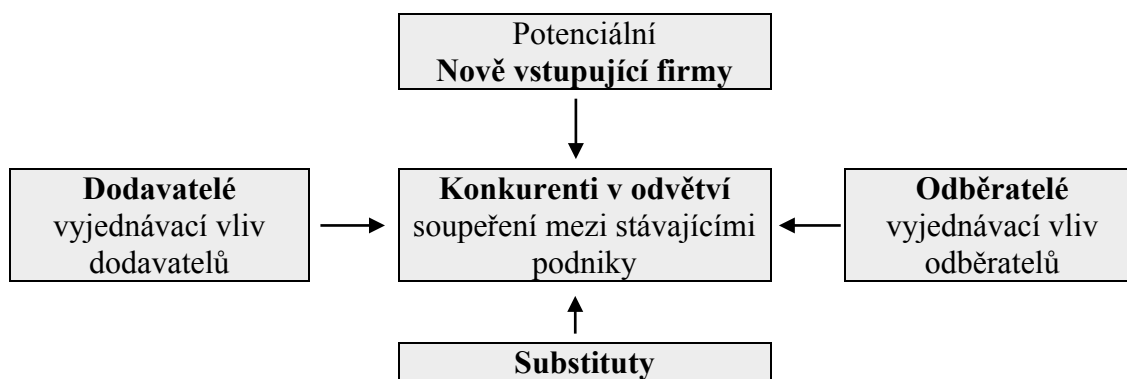 Potenciální
Nově vstupující firmy
Dodavatelé
vyjednávací vliv
dodavatelů
Konkurenti v odvětví
soupeření mezi stávajícími
podniky
Odběratelé
vyjednávací vliv
odběratelů
Substituty